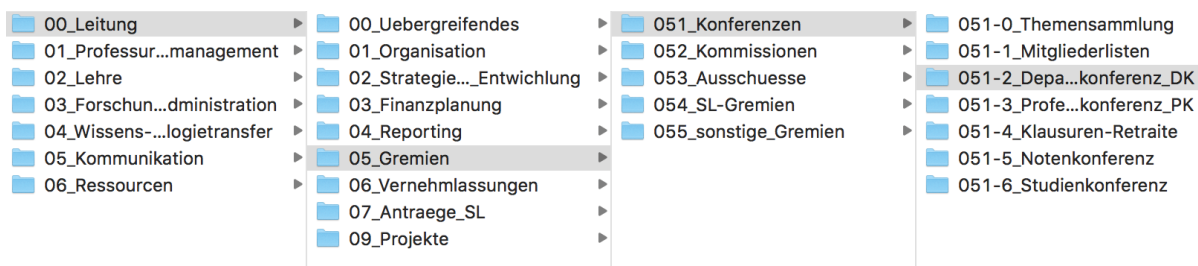 00_Leitung
01_Professur...management
02_Lehre
03_Forschun...dministration
04_Wissens-...logietransfer
05_Kommunikation
06_Ressourcen
00_Uebergreifendes
01_Organisation
02_Strategie..._Entwichlung
03_Finanzplanung
04_Reporting
05_Gremien
06_Vernehmlassungen
07_Antraege_SL
09_Projekte
051_Konferenzen
052_Kommissionen
053_Ausschuesse
054_SL-Gremien
055_sonstige_Gremien
051-0_Themensammlung
051-1_Mitgliederlisten
051-2_Depa...konferenz_DK
051-3_Profe...konferenz_PK
051-4_Klausuren-Retraite
051-5_Notenkonferenz
051-6_Studienkonferenz